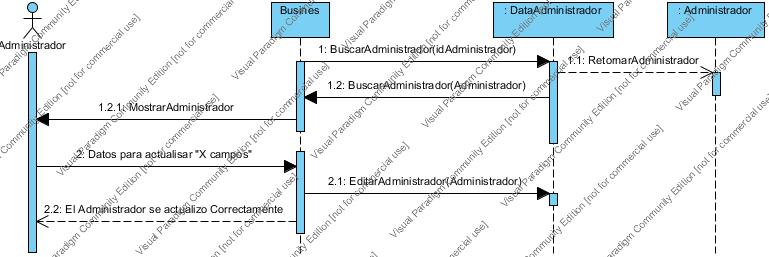 Administrador
Busines
: DataAdministrador
: Administrador
1: BuscarAdministrador(idAdministrador)
1.1: RetornarAdministrador
1.2: BuscarAdministrador(Administrador)
1.2.1: MostrarAdministrador
2: Datos para actualisar "X campos"
2.1: EditarAdministrador(Administrador)
2.2: El Administrador se actualizo Correctamente
Visual Paradigm Community Edition [not for commercial use]